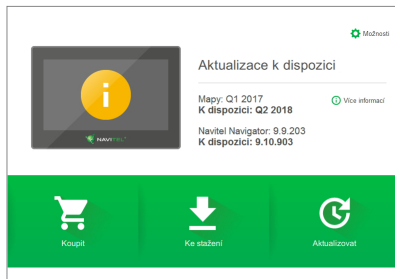 Možnosti
Aktualizace k dispozici
Mapy: Q1 2017
K dispozici: Q2 2018
Více informací
Navitel Navigator: 9.9.203
K dispozici: 9.10.903
NAVITEL
Koupit
Ke stažení
Aktualizovat